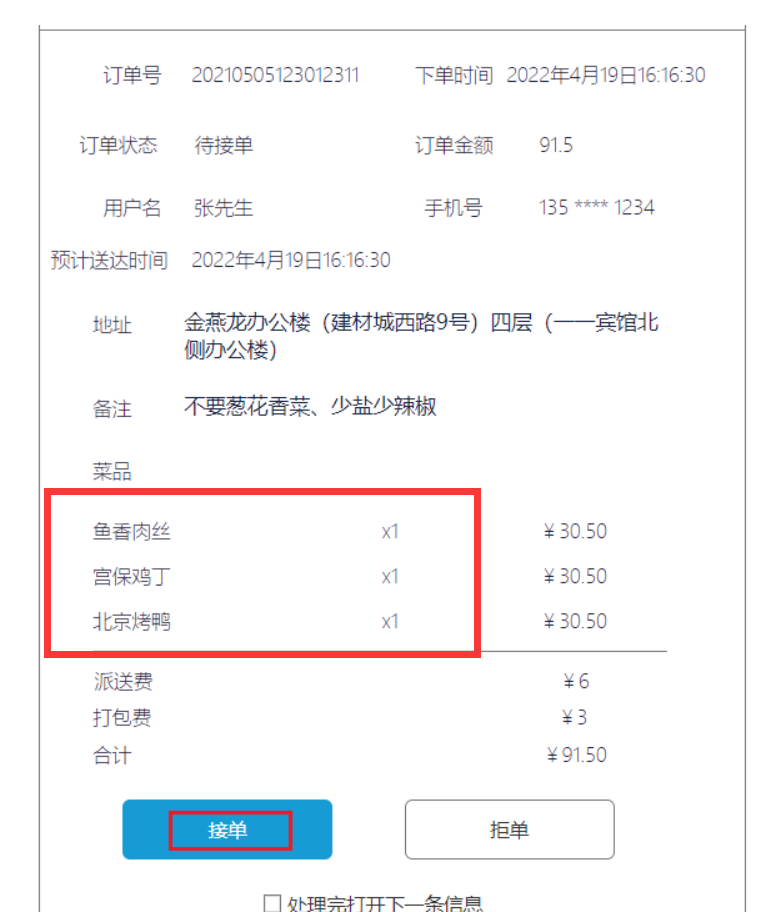 订单号 20210505123012311 下单时间 2022年4月19日16:16:30
订单状态 待接单 订单金额 91.5
用户名 张先生 手机号 135 **** 1234
预计送达时间 2022年4月19日16:16:30
地址 金燕龙办公楼（建材城西路9号）四层（一一宾馆北
侧办公楼）
备注 不要葱花香菜、少盐少辣椒
菜品
鱼香肉丝 x1 ¥30.50
宫保鸡丁 x1 ¥30.50
北京烤鸭 x1 ¥30.50
派送费 ¥6
打包费 ¥3
合计 ¥91.50
接单 拒单
处理完打开下一条信息